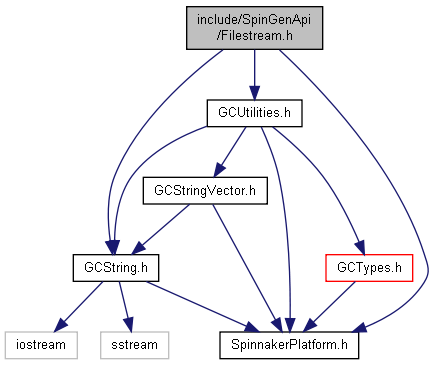 include/SpinGenApi
/Filestream.h
GCUtilities.h
GCStringVector.h
GCString.h
GCTypes.h
iostream
sstream
SpinnakerPlatform.h